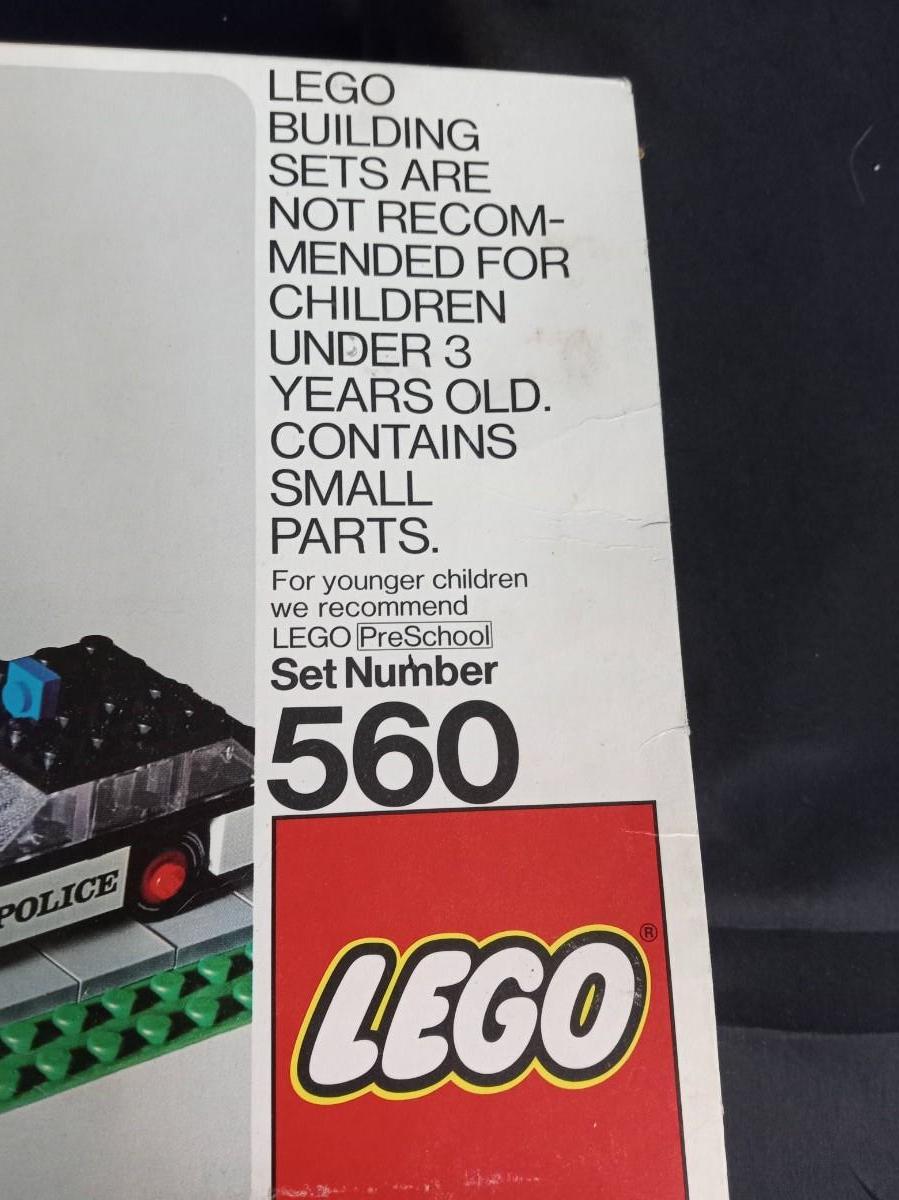 LEGO
BUILDING
SETS ARE
NOT RECOM-
MENDED FOR
CHILDREN
UNDER 3
YEARS OLD.
CONTAINS
SMALL
PARTS.
For younger children
we recommend
LEGO PreSchool
Set Number
560
POLICE
LEGO®